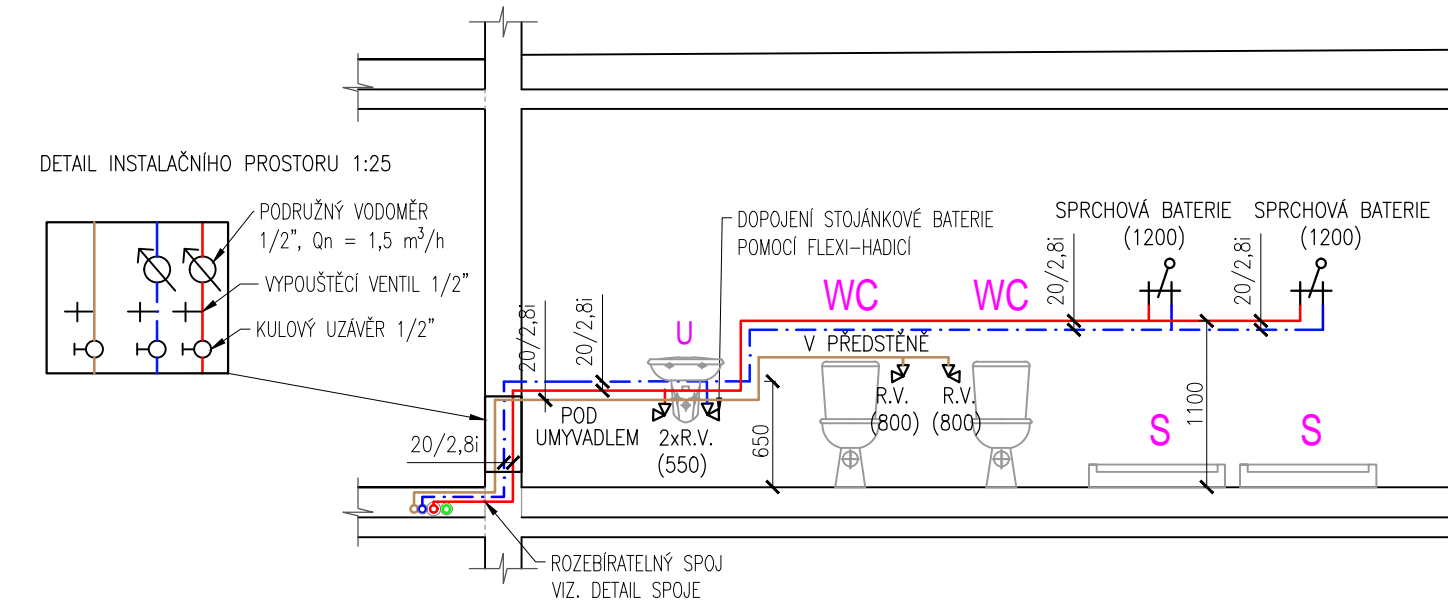 DETAIL INSTALAČNÍHO PROSTORU 1:25
PODRUŽNÝ VODOMĚR
1/2", Qn = 1,5 m³/h
VYPOUŠTĚCÍ VENTIL 1/2"
KULOVÝ UZÁVĚR 1/2"
20/2,8i
20/2,8i
20/2,8i
POD
UMYVADLEM
U
2xR.V.
(550)
650
DOPOJENÍ STOJÁNKOVÉ BATERIE
POMOCÍ FLEXI-HADICÍ
WC
WC
V PŘEDSTĚNĚ
R.V.
(800)
R.V.
(800)
SPRCHOVÁ BATERIE
(1200)
SPRCHOVÁ BATERIE
(1200)
20/2,8i
20/2,8i
1100
S
S
ROZEBÍRATELNÝ SPOJ
VIZ. DETAIL SPOJE